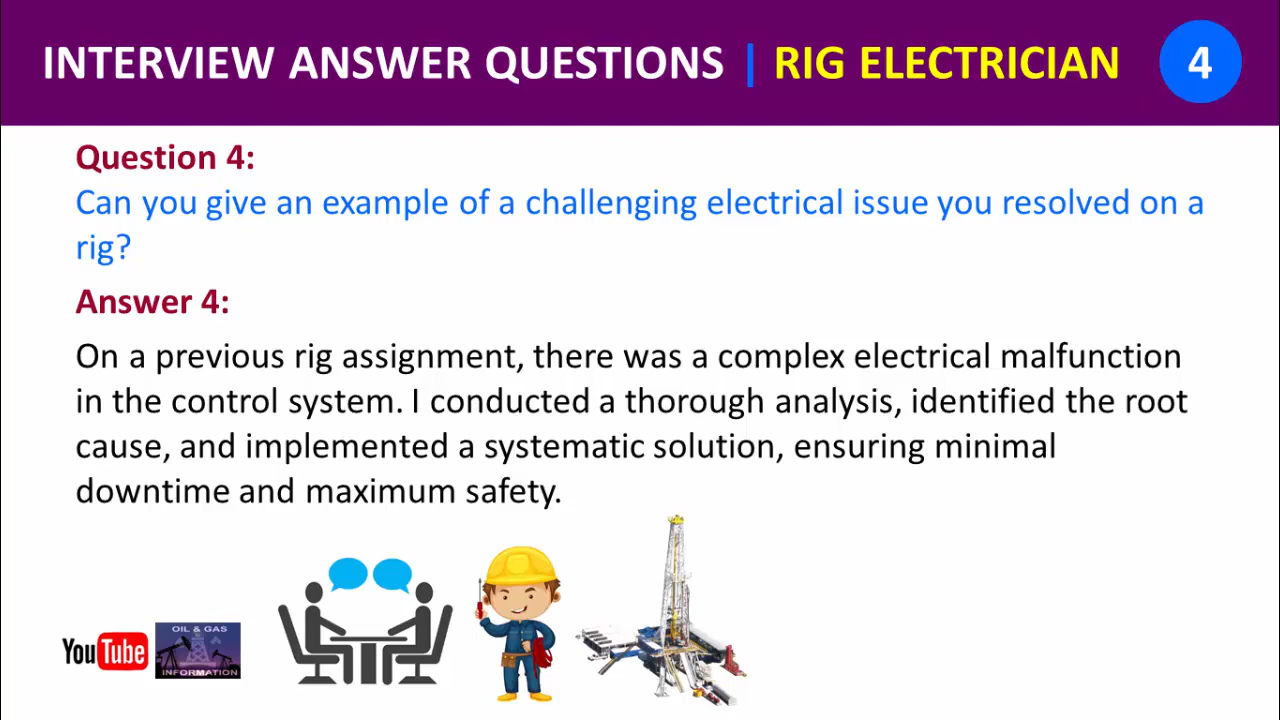 INTERVIEW ANSWER QUESTIONS | RIG ELECTRICIAN 4
Question 4:
Can you give an example of a challenging electrical issue you resolved on a
rig?
Answer 4:
On a previous rig assignment, there was a complex electrical malfunction
in the control system. I conducted a thorough analysis, identified the root
cause, and implemented a systematic solution, ensuring minimal
downtime and maximum safety.
YouTube
OIL & GAS
INFORMATION